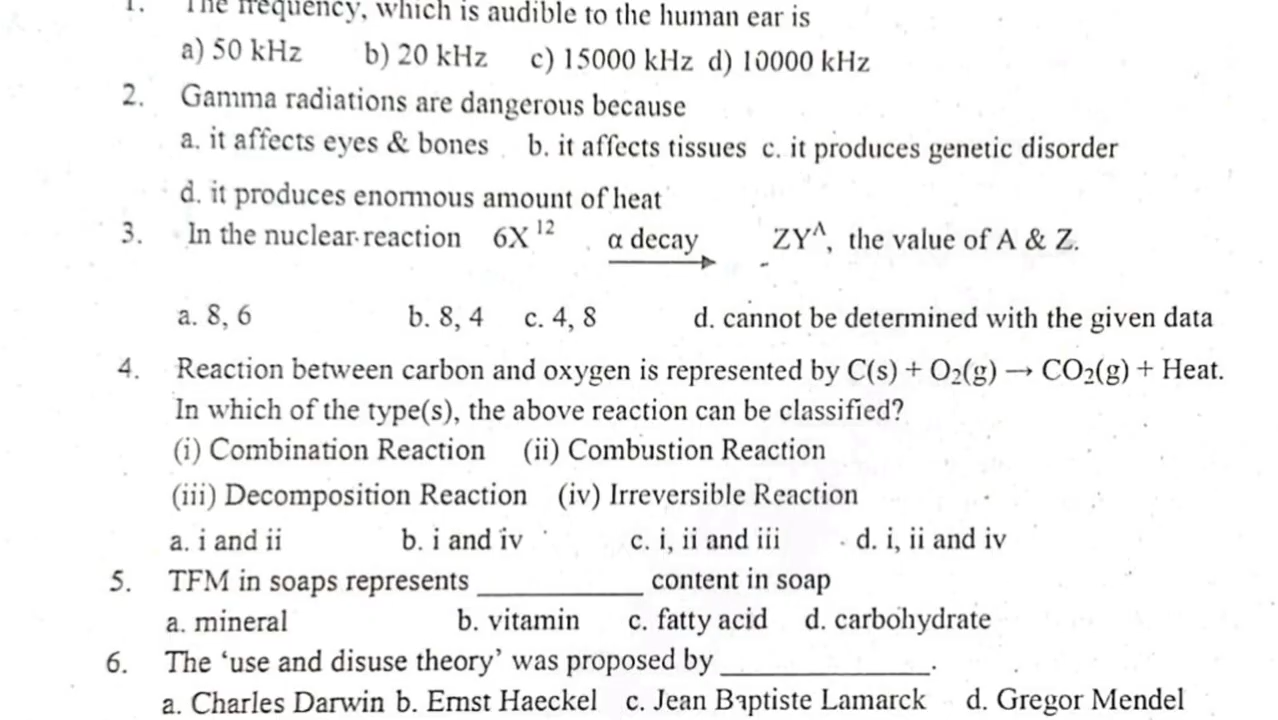 1. The frequency, which is audible to the human ear is
a) 50 kHz b) 20 kHz c) 15000 kHz d) 10000 kHz
2. Gamma radiations are dangerous because
a. it affects eyes & bones b. it affects tissues c. it produces genetic disorder
d. it produces enormous amount of heat
3. In the nuclear reaction 6X¹² α decay → ZYᴬ, the value of A & Z.
a. 8, 6 b. 8, 4 c. 4, 8 d. cannot be determined with the given data
4. Reaction between carbon and oxygen is represented by C(s) + O₂(g) → CO₂(g) + Heat.
In which of the type(s), the above reaction can be classified?
(i) Combination Reaction (ii) Combustion Reaction
(iii) Decomposition Reaction (iv) Irreversible Reaction
a. i and ii b. i and iv c. i, ii and iii d. i, ii and iv
5. TFM in soaps represents __________ content in soap
a. mineral b. vitamin c. fatty acid d. carbohydrate
6. The ‘use and disuse theory’ was proposed by __________.
a. Charles Darwin b. Ernst Haeckel c. Jean Baptiste Lamarck d. Gregor Mendel